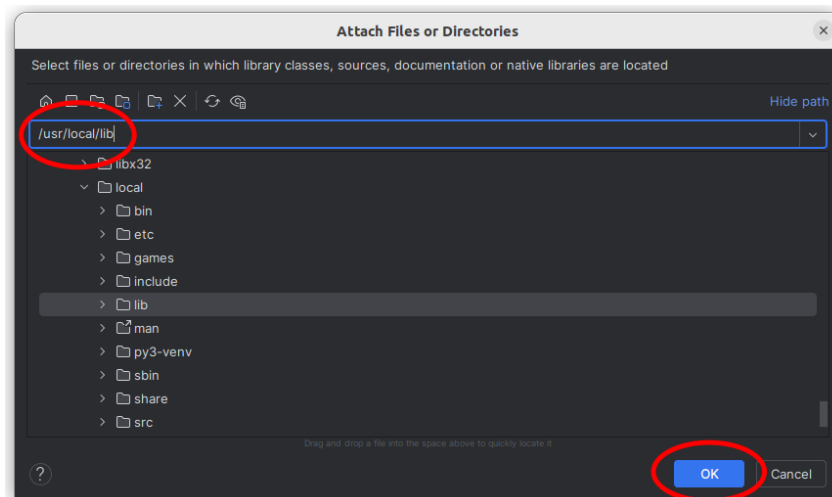 Attach Files or Directories
Select files or directories in which library classes, sources, documentation or native libraries are located
Hide path
/usr/local/lib
libx32
local
bin
etc
games
include
lib
man
py3-venv
sbin
share
src
Drag and drop a file into the space above to quickly locate it
?
OK
Cancel